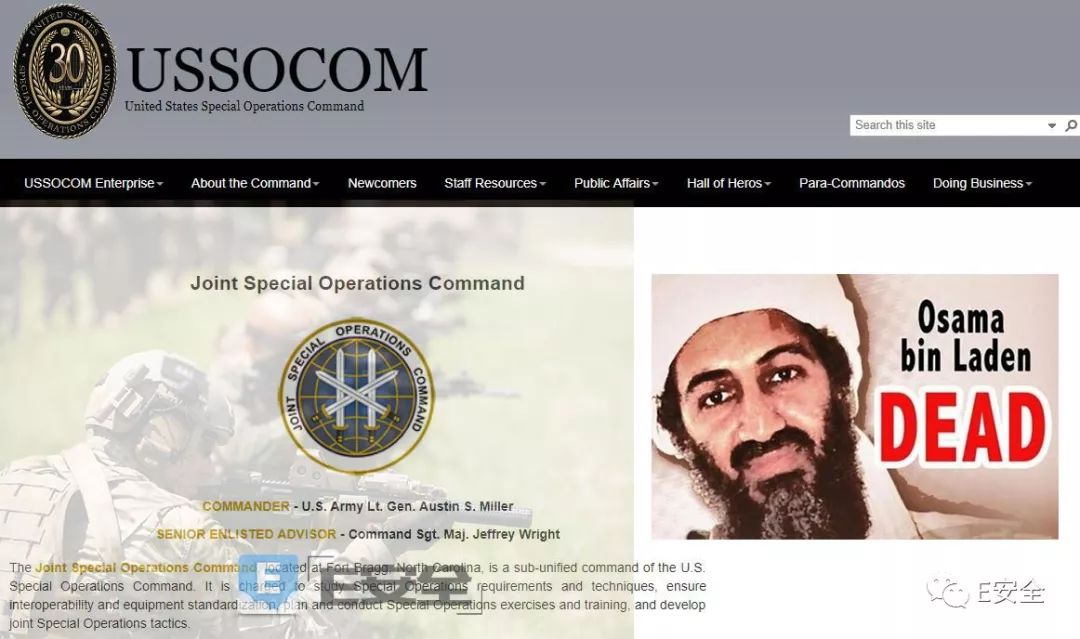 UNITED STATES
30
YEARS
SPECIAL OPERATIONS COMMAND
USSOCOM
United States Special Operations Command
Search this site
USSOCOM Enterprise About the Command Newcomers Staff Resources Public Affairs Hall of Heros Para-Commandos Doing Business
Joint Special Operations Command
JOINT SPECIAL OPERATIONS COMMAND
COMMANDER - U.S. Army Lt. Gen. Austin S. Miller
SENIOR ENLISTED ADVISOR - Command Sgt. Maj. Jeffrey Wright
The Joint Special Operations Command, located at Fort Bragg, North Carolina, is a sub-unified command of the U.S.
Special Operations Command. It is charged to study Special Operations requirements and techniques, ensure
interoperability and equipment standardization, plan and conduct Special Operations exercises and training, and develop
joint Special Operations tactics.
Osama
bin Laden
DEAD
E安全
E安全